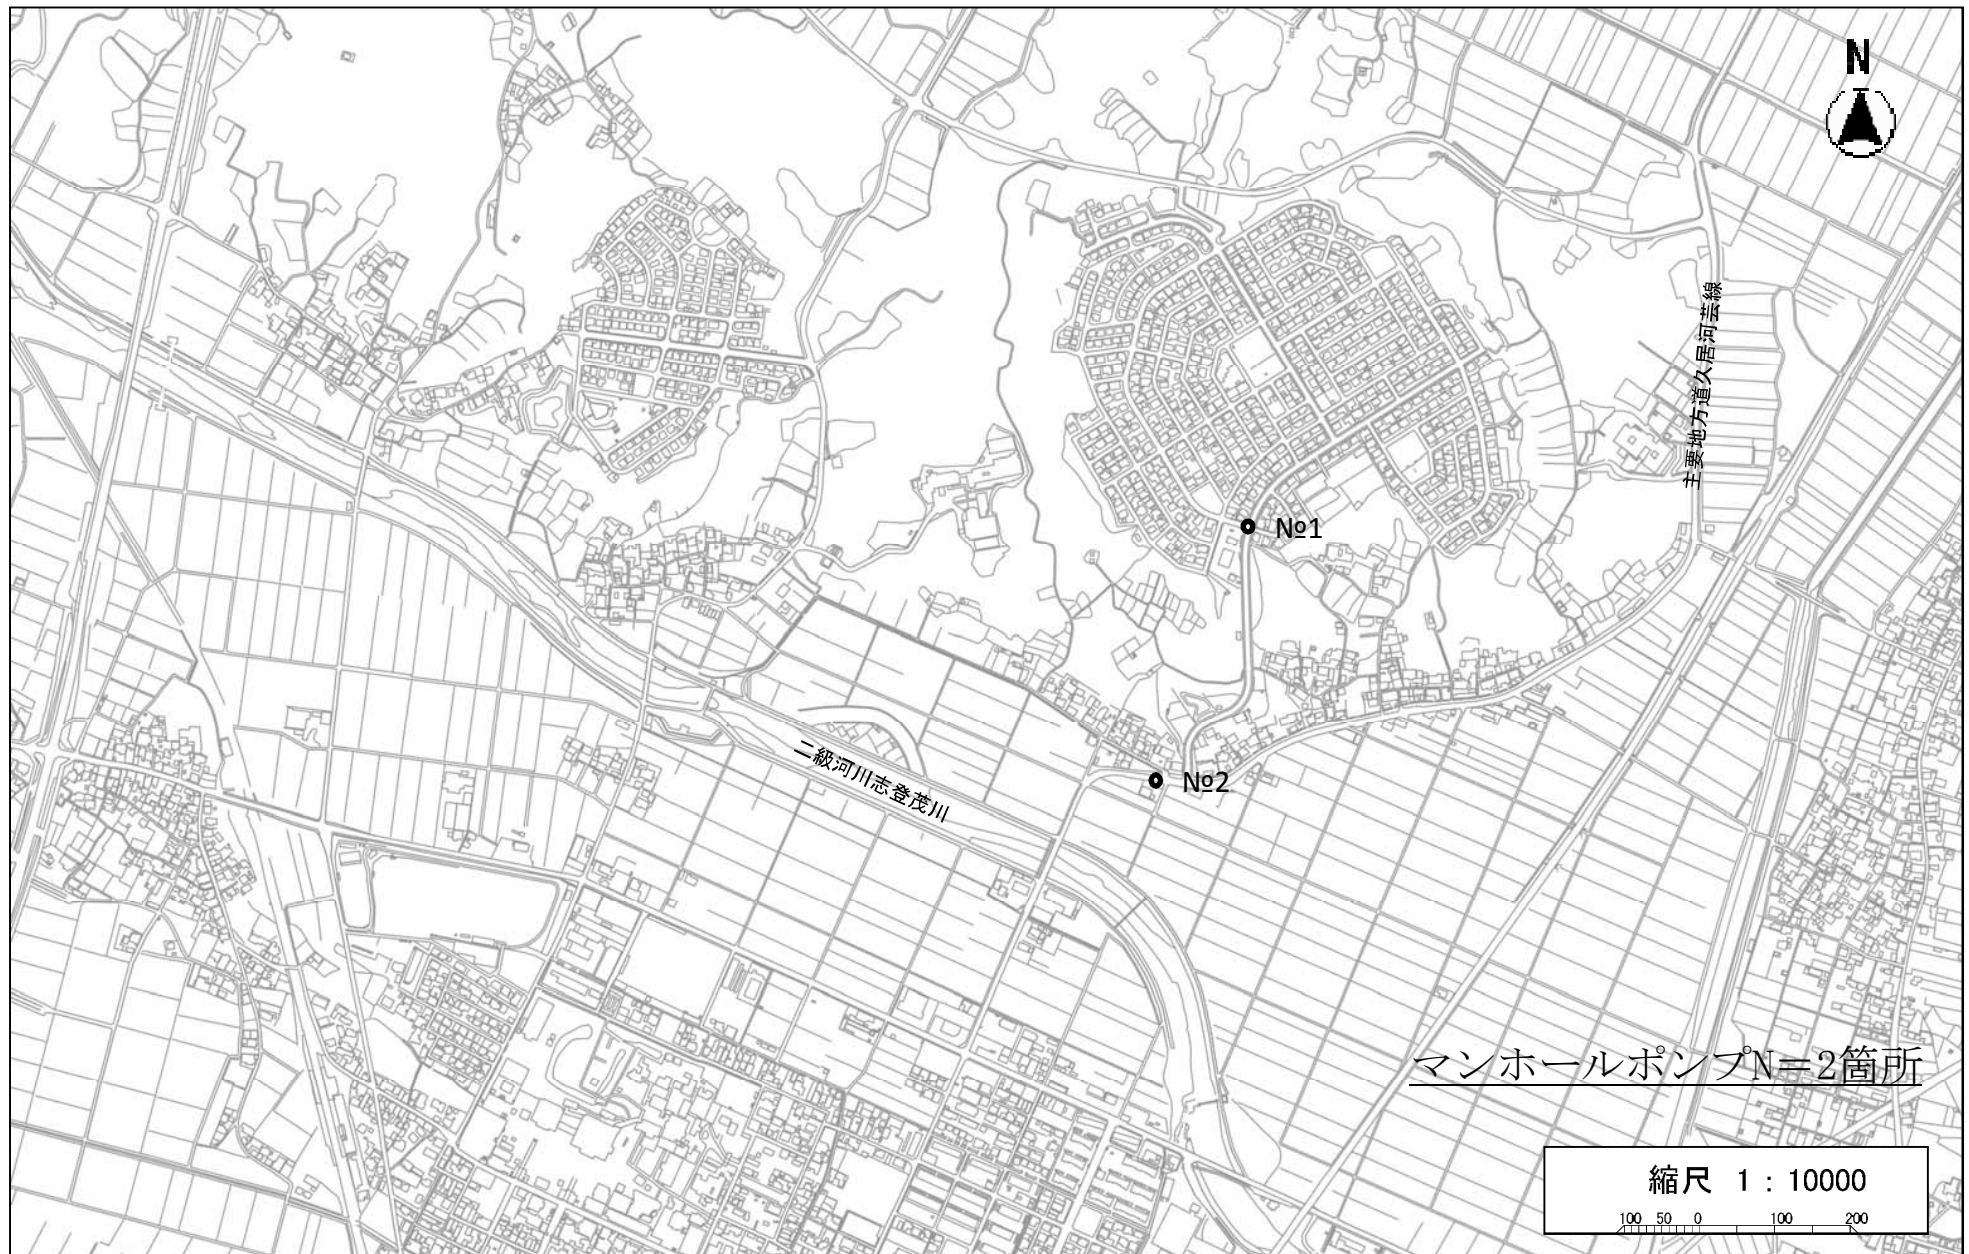 N
主要地方道久居河芸線
№1
№2
二級河川志登茂川
マンホールポンプN＝2箇所
縮尺 1：10000
100 50 0 100 200